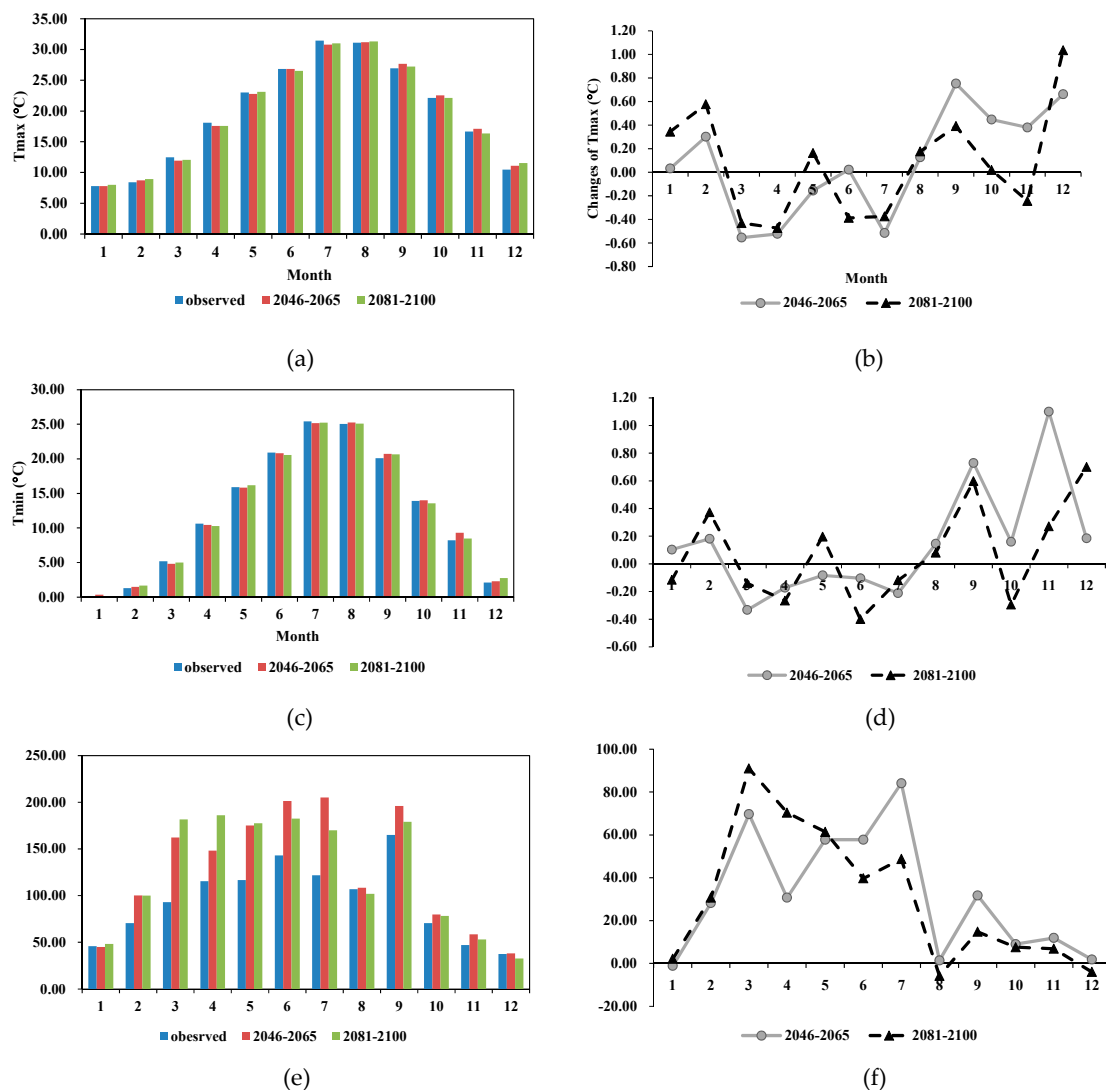 35.00
30.00
25.00
20.00
15.00
10.00
5.00
0.00
Tmax (°C)
1 2 3 4 5 6 7 8 9 10 11 12
Month
observed 2046-2065 2081-2100
(a)
1.20
1.00
0.80
0.60
0.40
0.20
0.00
-0.20
-0.40
-0.60
-0.80
Changes of Tmax (°C)
1 2 3 4 5 6 7 8 9 10 11 12
Month
2046-2065 2081-2100
(b)
30.00
25.00
20.00
15.00
10.00
5.00
0.00
Tmin (°C)
1 2 3 4 5 6 7 8 9 10 11 12
Month
observed 2046-2065 2081-2100
(c)
1.20
1.00
0.80
0.60
0.40
0.20
0.00
-0.20
-0.40
-0.60
1 2 3 4 5 6 7 8 9 10 11 12
2046-2065 2081-2100
(d)
250.00
200.00
150.00
100.00
50.00
0.00
1 2 3 4 5 6 7 8 9 10 11 12
obesrved 2046-2065 2081-2100
(e)
100.00
80.00
60.00
40.00
20.00
0.00
-20.00
1 2 3 4 5 6 7 8 9 10 11 12
2046-2065 2081-2100
(f)